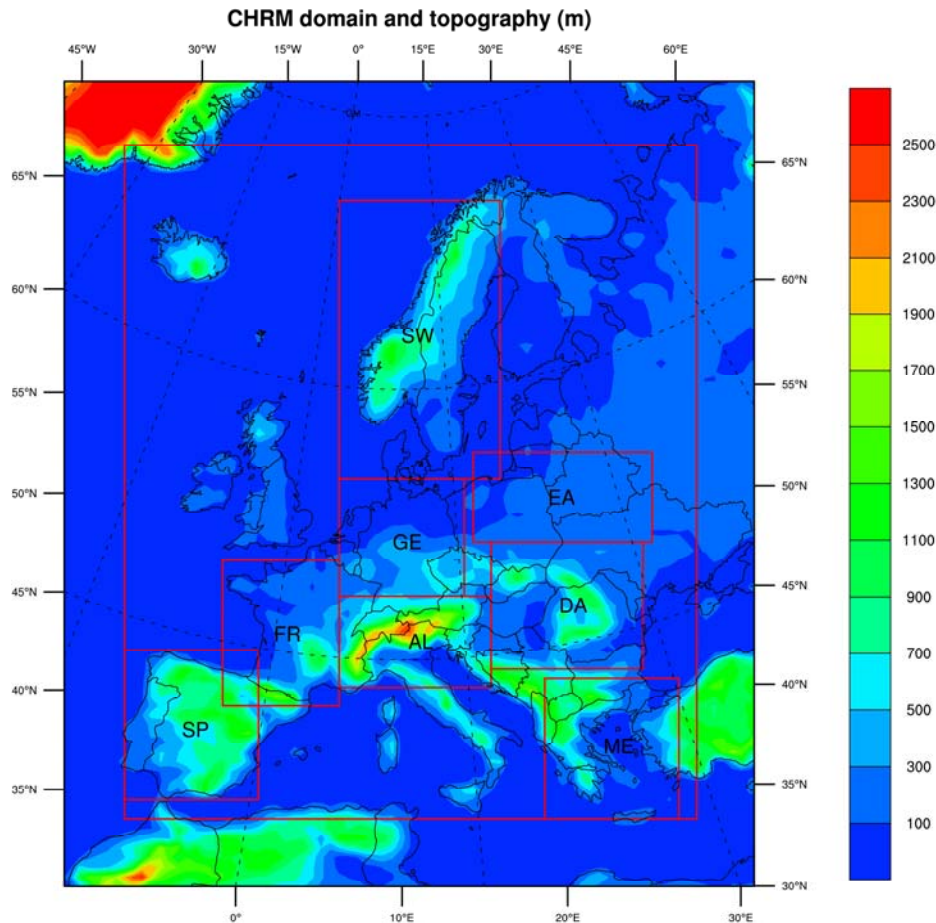 CHRM domain and topography (m)
45°W 30°W 15°W 0° 15°E 30°E 45°E 60°E
65°N 65°N
60°N 60°N
55°N 55°N
50°N 50°N
45°N 45°N
40°N 40°N
35°N 35°N
30°N
0° 10°E 20°E 30°E
SW
EA
GE
DA
FR
AL
SP
ME
2500
2300
2100
1900
1700
1500
1300
1100
900
700
500
300
100